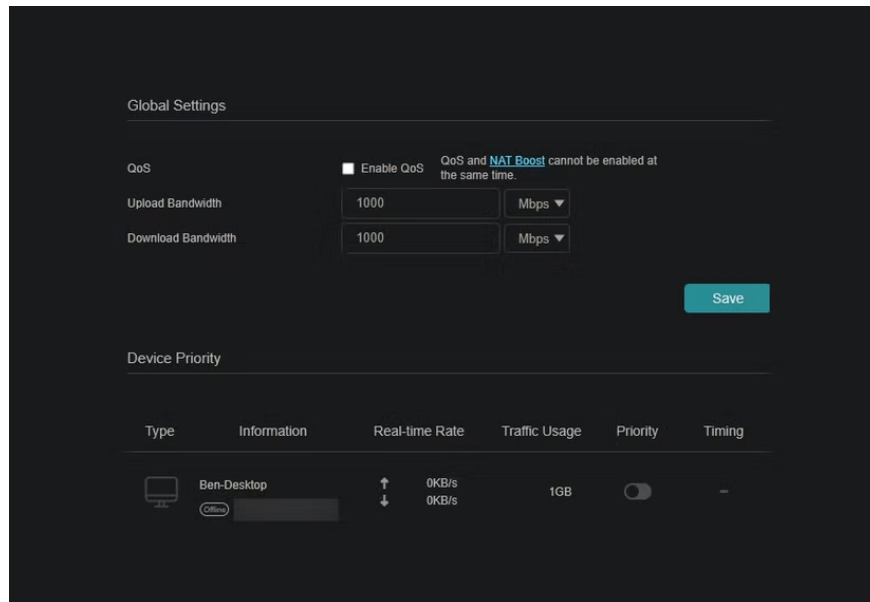 Global Settings
QoS
Enable QoS
QoS and NAT Boost cannot be enabled at
the same time.
Upload Bandwidth
1000
Mbps
Download Bandwidth
1000
Mbps
Save
Device Priority
Type Information Real-time Rate Traffic Usage Priority Timing
Ben-Desktop
Offline
0KB/s
0KB/s
1GB
–